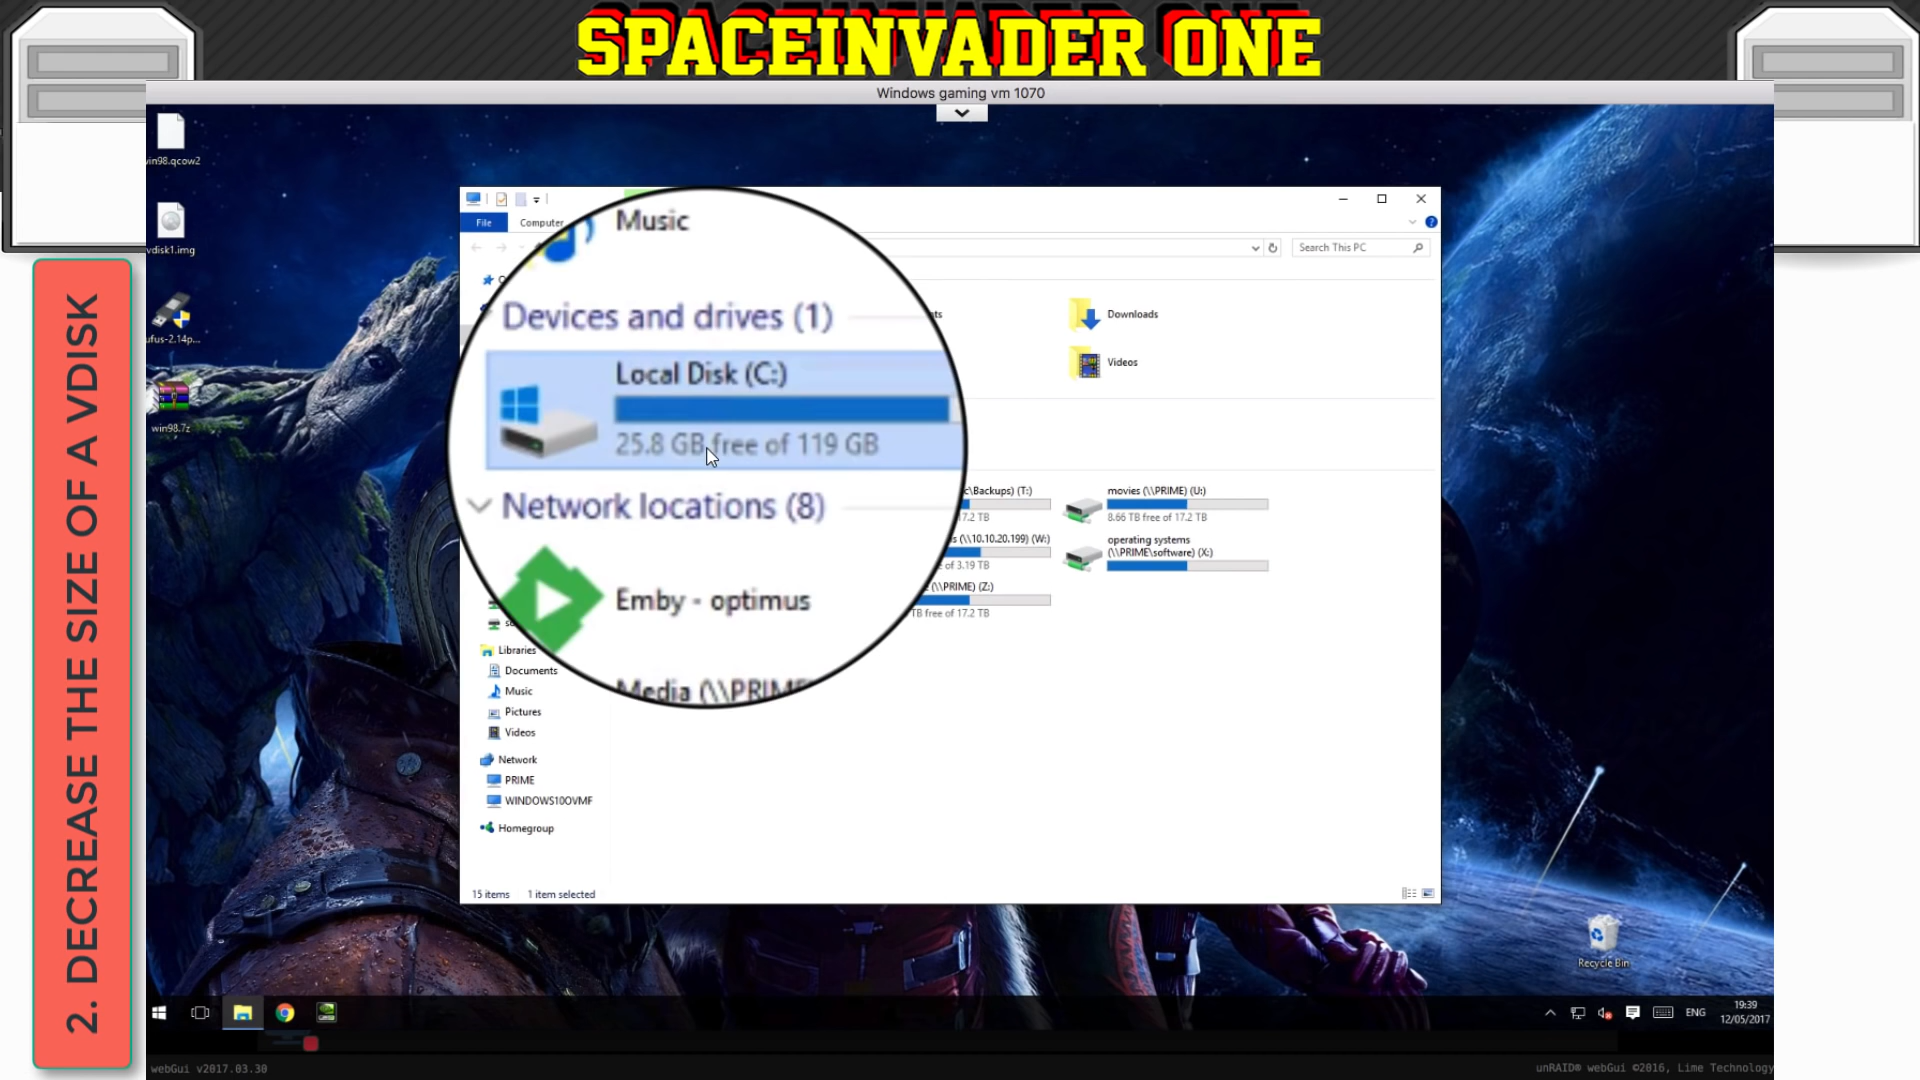 SPACEINVADER ONE
Windows gaming vm 1070
win98.qcow2
vdisk1.img
ufus-2.14p...
win98.7z
2. DECREASE THE SIZE OF A VDISK
File
Computer
Search This PC
Music
Devices and drives (1)
Local Disk (C:)
25.8 GB free of 119 GB
Network locations (8)
Emby - optimus
Media (\\PRIME
Downloads
Videos
c\Backups) (T:)
17.2 TB
movies (\\PRIME) (U:)
8.66 TB free of 17.2 TB
s (\\10.10.20.199) (W:)
e of 3.19 TB
operating systems
(\\PRIME\software) (X:)
(\\PRIME) (Z:)
TB free of 17.2 TB
Libraries
Documents
Music
Pictures
Videos
Network
PRIME
WINDOWS10OVMF
Homegroup
15 items
1 item selected
Recycle Bin
ENG
19:39
12/05/2017
webGui v2017.03.30
unRAID® webGui ©2016, Lime Technology